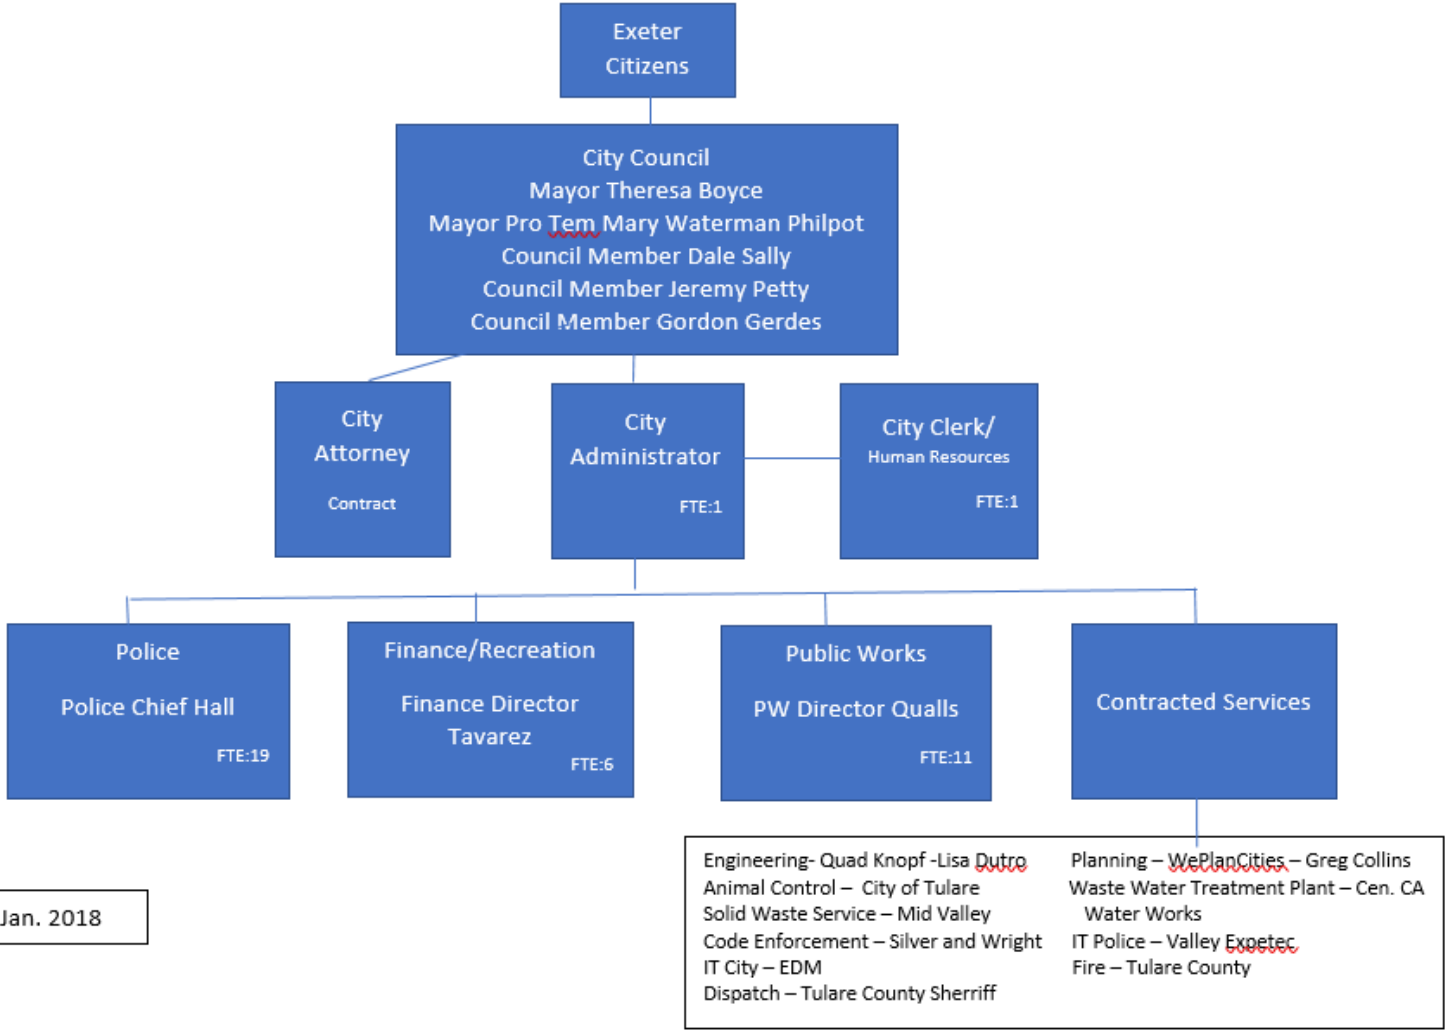 Exeter
Citizens
City Council
Mayor Theresa Boyce
Mayor Pro Tem Mary Waterman Philpot
Council Member Dale Sally
Council Member Jeremy Petty
Council Member Gordon Gerdes
City
Attorney
Contract
City
Administrator
FTE:1
City Clerk/
Human Resources
FTE:1
Police
Police Chief Hall
FTE:19
Finance/Recreation
Finance Director
Tavarez
FTE:6
Public Works
PW Director Qualls
FTE:11
Contracted Services
Engineering- Quad Knopf -Lisa Dutro
Animal Control – City of Tulare
Solid Waste Service – Mid Valley
Code Enforcement – Silver and Wright
IT City – EDM
Dispatch – Tulare County Sherriff
Planning – WePlanCities – Greg Collins
Waste Water Treatment Plant – Cen. CA
Water Works
IT Police – Valley Expetec
Fire – Tulare County
Jan. 2018